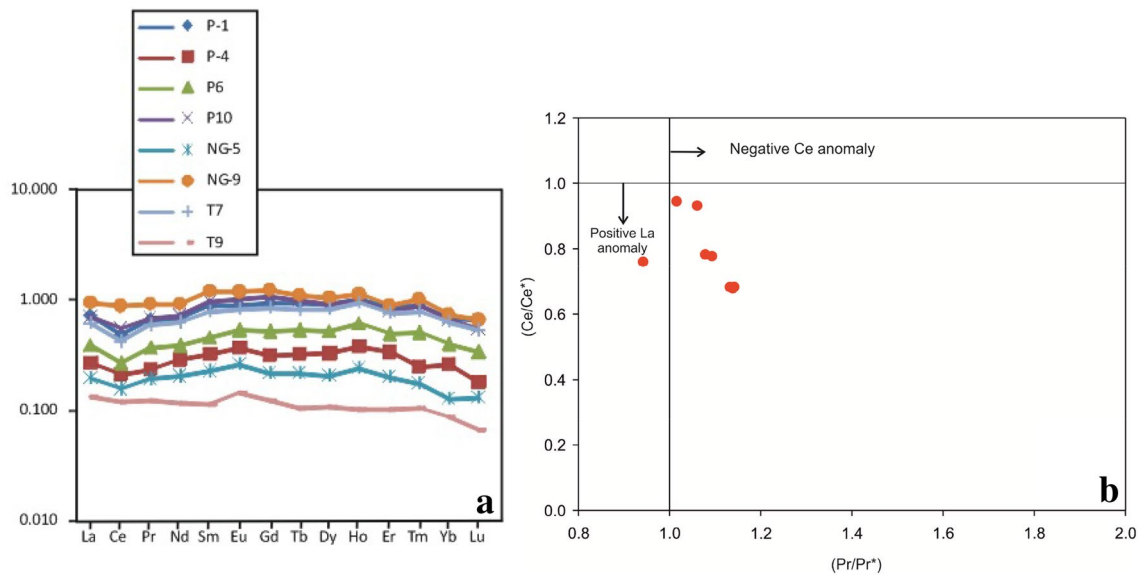 P-1
P-4
P6
P10
NG-5
NG-9
T7
T9
10.000
1.000
0.100
0.010
La Ce Pr Nd Sm Eu Gd Tb Dy Ho Er Tm Yb Lu
a
1.2
1.0
0.8
0.6
0.4
0.2
0.0
(Ce/Ce*)
Negative Ce anomaly
Positive La
anomaly
0.8 1.0 1.2 1.4 1.6 1.8 2.0
(Pr/Pr*)
b